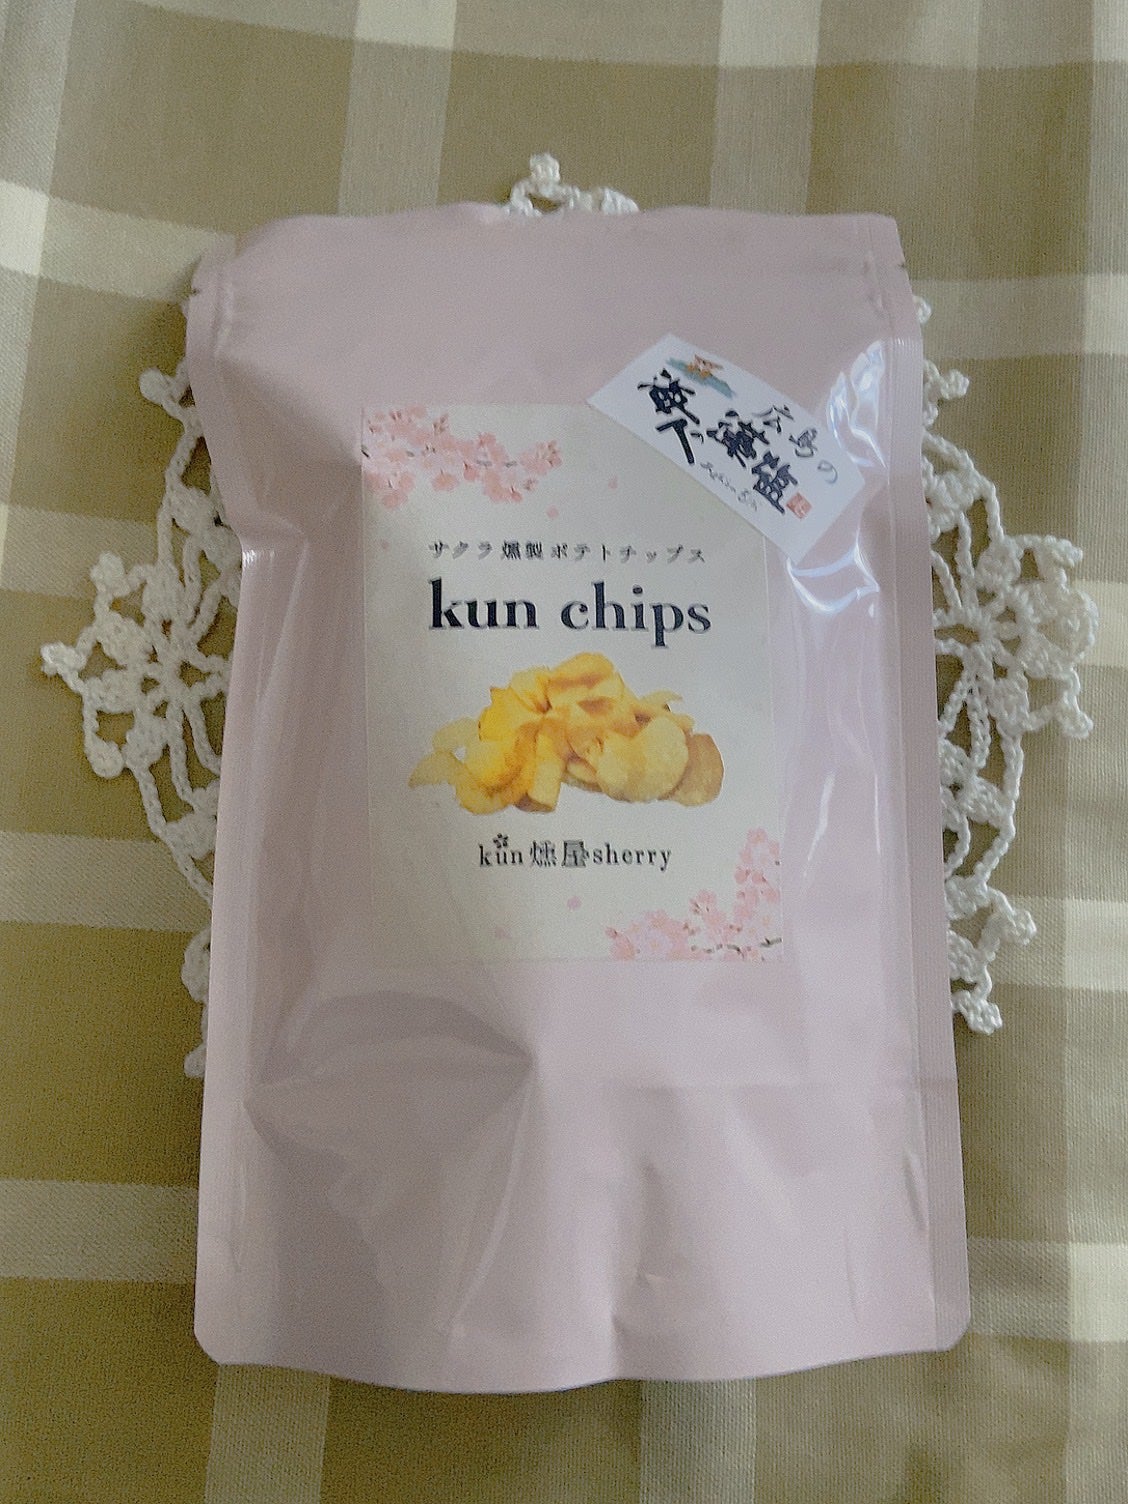 広島の
藻塩
サクラ燻製ポテトチップス
kun chips
kun燻屋sherry